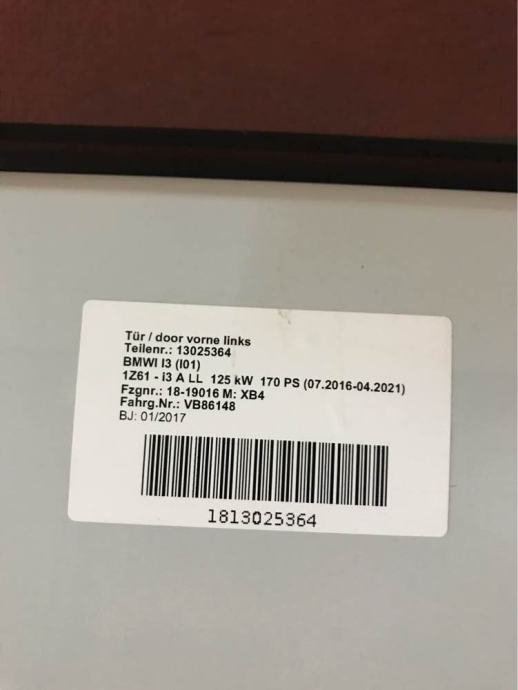 Tür / door vorne links
Teilenr.: 13025364
BMWI I3 (I01)
1Z61 - i3 A LL 125 kW 170 PS (07.2016-04.2021)
Fzgnr.: 18-19016 M: XB4
Fahrg.Nr.: VB86148
BJ: 01/2017
1813025364